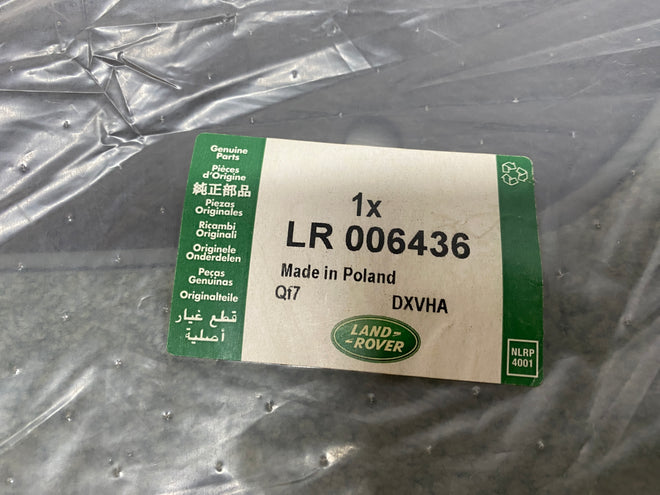 Genuine
Parts
Pièces
d'Origine
純正部品
Piezas
Originales
Ricambi
Originali
Originele
Onderdelen
Peças
Genuinas
Originalteile
قطع غيار
أصلية
1x
LR 006436
Made in Poland
Qf7 DXVHA
LAND-
-ROVER
NLRP
4001